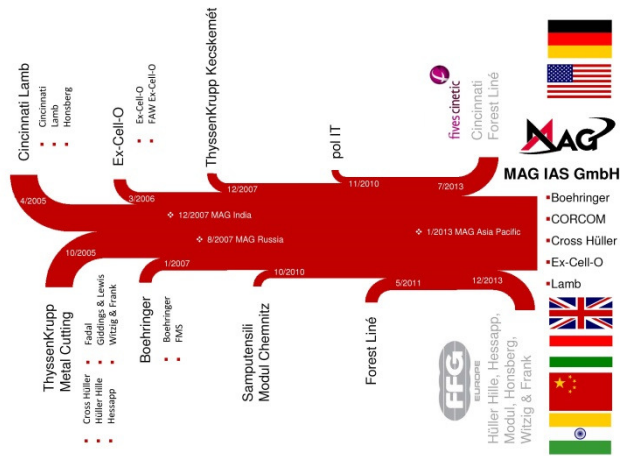 Cincinnati Lamb
▪ Cincinnati
▪ Lamb
▪ Honsberg
Ex-Cell-O
▪ Ex-Cell-O
▪ FAW Ex-Cell-O
ThyssenKrupp Kecskemét
pol IT
fives cinetic
Cincinnati
Forest Liné
4/2005
3/2006
12/2007
11/2010
7/2013
❖ 12/2007 MAG India
❖ 8/2007 MAG Russia
❖ 1/2013 MAG Asia Pacific
10/2005
1/2007
10/2010
5/2011
12/2013
ThyssenKrupp
Metal Cutting
▪ Cross Hüller
▪ Hüller Hille
▪ Hessapp
▪ Fadal
▪ Giddings & Lewis
▪ Witzig & Frank
Boehringer
▪ Boehringer
▪ FMS
Samputensili
Modul Chemnitz
Forest Liné
FFG
EUROPE
Hüller Hille, Hessapp,
Modul, Honsberg,
Witzig & Frank
MAG
MAG IAS GmbH
▪Boehringer
▪CORCOM
▪Cross Hüller
▪Ex-Cell-O
▪Lamb